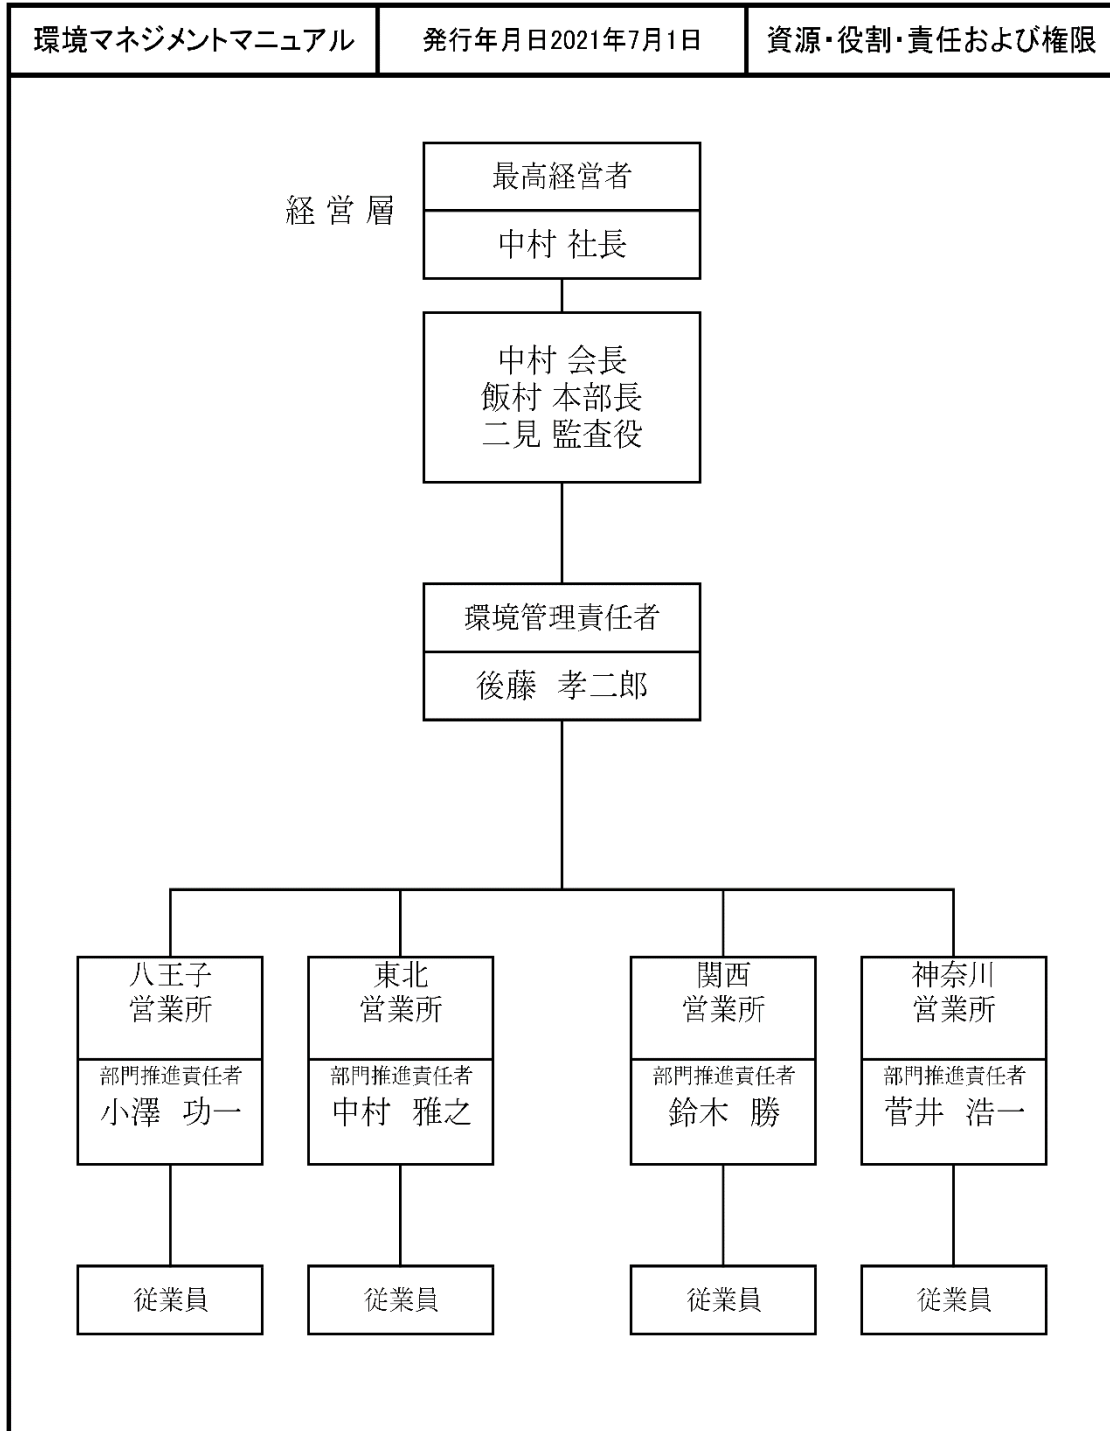 環境マネジメントマニュアル
発行年月日2021年7月1日
資源・役割・責任および権限
経営層
最高経営者
中村 社長
中村 会長
飯村 本部長
二見 監査役
環境管理責任者
後藤 孝二郎
八王子
営業所
部門推進責任者
小澤 功一
東北
営業所
部門推進責任者
中村 雅之
関西
営業所
部門推進責任者
鈴木 勝
神奈川
営業所
部門推進責任者
菅井 浩一
従業員
従業員
従業員
従業員